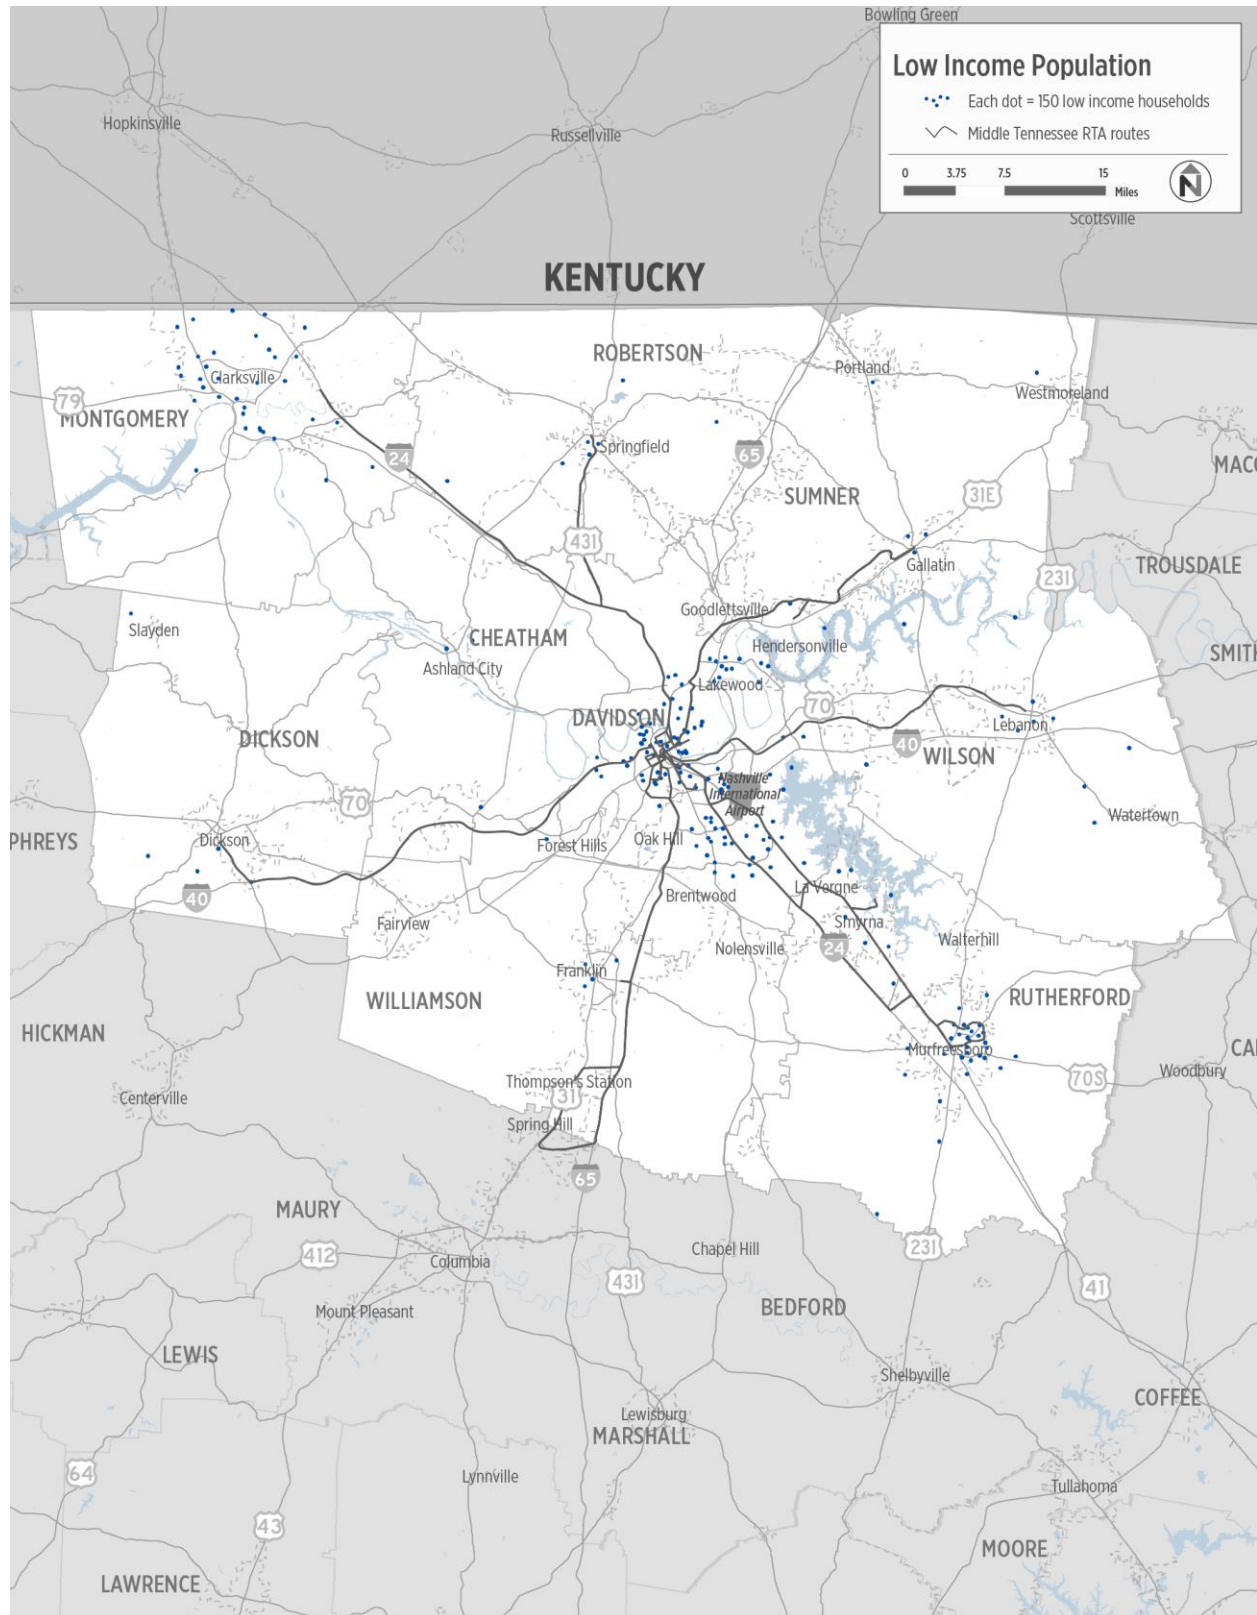 Bowling Green
Low Income Population
Each dot = 150 low income households
Middle Tennessee RTA routes
0 3.75 7.5 15
Miles
N
Hopkinsville
Russellville
Scottsville
KENTUCKY
ROBERTSON
Portland
Clarksville
Westmoreland
79
MONTGOMERY
24
Springfield
65
MACO
SUMNER
31E
431
Gallatin
TROUSDALE
231
Goodlettsville
Slayden
CHEATHAM
Hendersonville
SMITH
Ashland City
Lakewood
70
DAVIDSON
Lebanon
DICKSON
40
WILSON
Nashville
International
Airport
70
Watertown
PHREYS
Dickson
Forest Hills
Oak Hill
La Vergne
40
Brentwood
Fairview
Smyrna
24
Walterhill
Nolensville
Franklin
WILLIAMSON
RUTHERFORD
HICKMAN
Murfreesboro
CAN
Woodbury
70S
Thompson's Station
31
Centerville
Spring Hill
65
MAURY
231
412
Chapel Hill
Columbia
431
41
Mount Pleasant
BEDFORD
LEWIS
Shelbyville
COFFEE
Lewisburg
MARSHALL
64
Lynnville
Tullahoma
43
MOORE
LAWRENCE